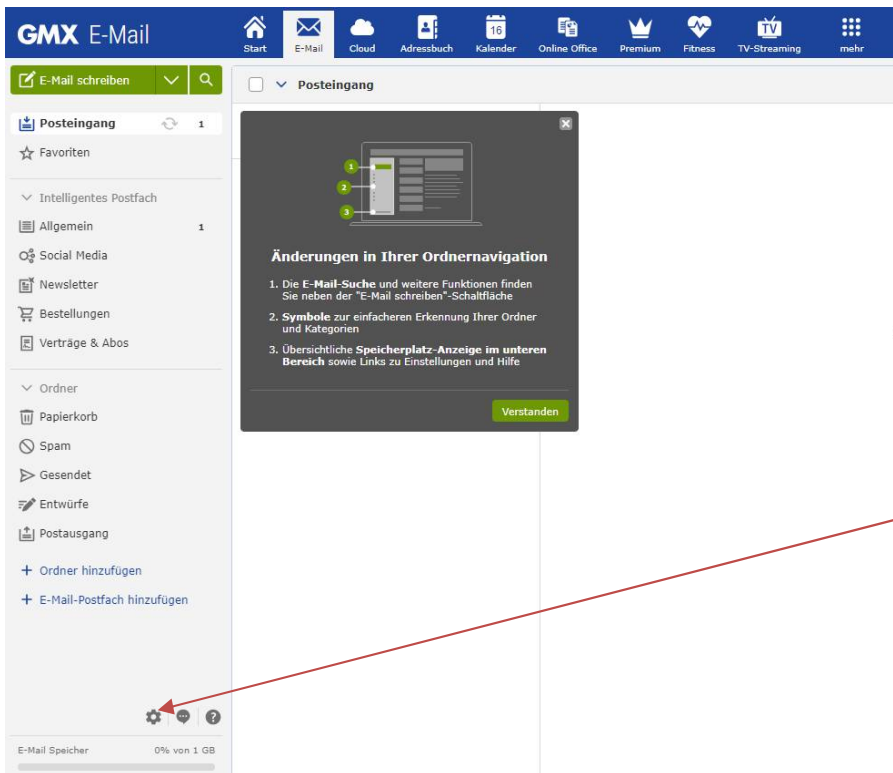 GMX E-Mail
Start
E-Mail
Cloud
Adressbuch
16
Kalender
Online Office
Premium
Fitness
TV
TV-Streaming
mehr
E-Mail schreiben
Posteingang
Posteingang 1
Favoriten
Intelligentes Postfach
Allgemein 1
Social Media
Newsletter
Bestellungen
Verträge & Abos
Ordner
Papierkorb
Spam
Gesendet
Entwürfe
Postausgang
+ Ordner hinzufügen
+ E-Mail-Postfach hinzufügen
E-Mail Speicher 0% von 1 GB
1
2
3
Änderungen in Ihrer Ordnernavigation
1. Die E-Mail-Suche und weitere Funktionen finden
Sie neben der "E-Mail schreiben"-Schaltfläche
2. Symbole zur einfacheren Erkennung Ihrer Ordner
und Kategorien
3. Übersichtliche Speicherplatz-Anzeige im unteren
Bereich sowie Links zu Einstellungen und Hilfe
Verstanden